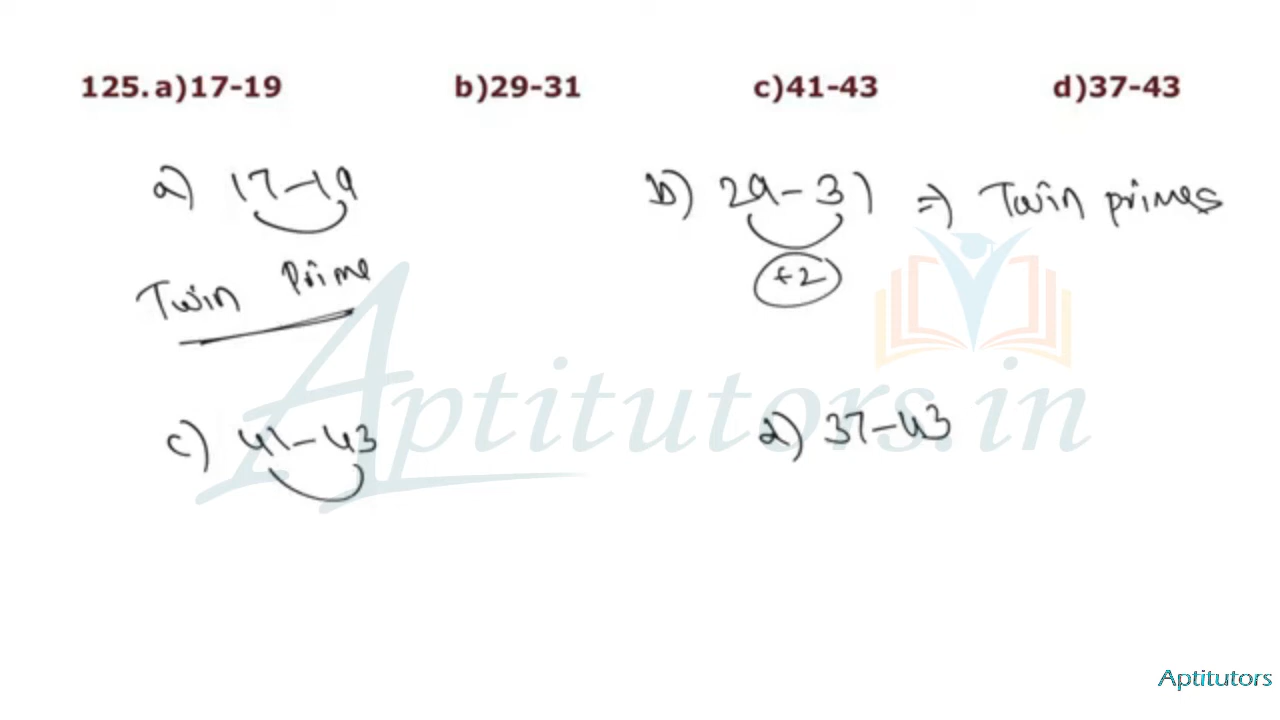 125. a)17-19 b)29-31 c)41-43 d)37-43
a) 17-19
b) 29-31 => Twin primes
+2
Twin Prime
Aptitutors.in
c) 41-43
d) 37-43
Aptitutors